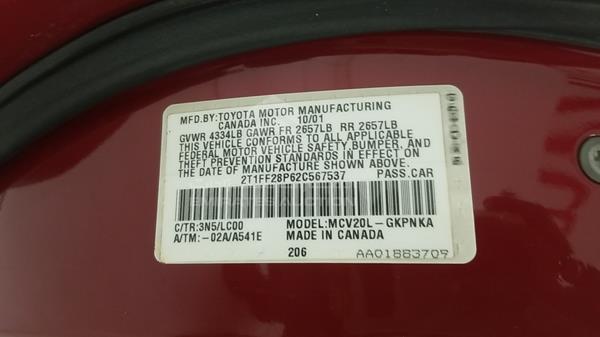 MFD.BY:TOYOTA MOTOR MANUFACTURING
CANADA INC. 10/01
GVWR 4334LB GAWR FR 2657LB RR 2657LB
THIS VEHICLE CONFORMS TO ALL APPLICABLE
FEDERAL MOTOR VEHICLE SAFETY,BUMPER, AND
THEFT PREVENTION STANDARDS IN EFFECT ON
THE DATE OF MANUFACTURE SHOWN ABOVE.
2T1FF28P62C567537 PASS.CAR
C/TR:3N5/LC00 MODEL:MCV20L-GKPNKA
A/TM:-02A/A541E MADE IN CANADA
206 AA01883709